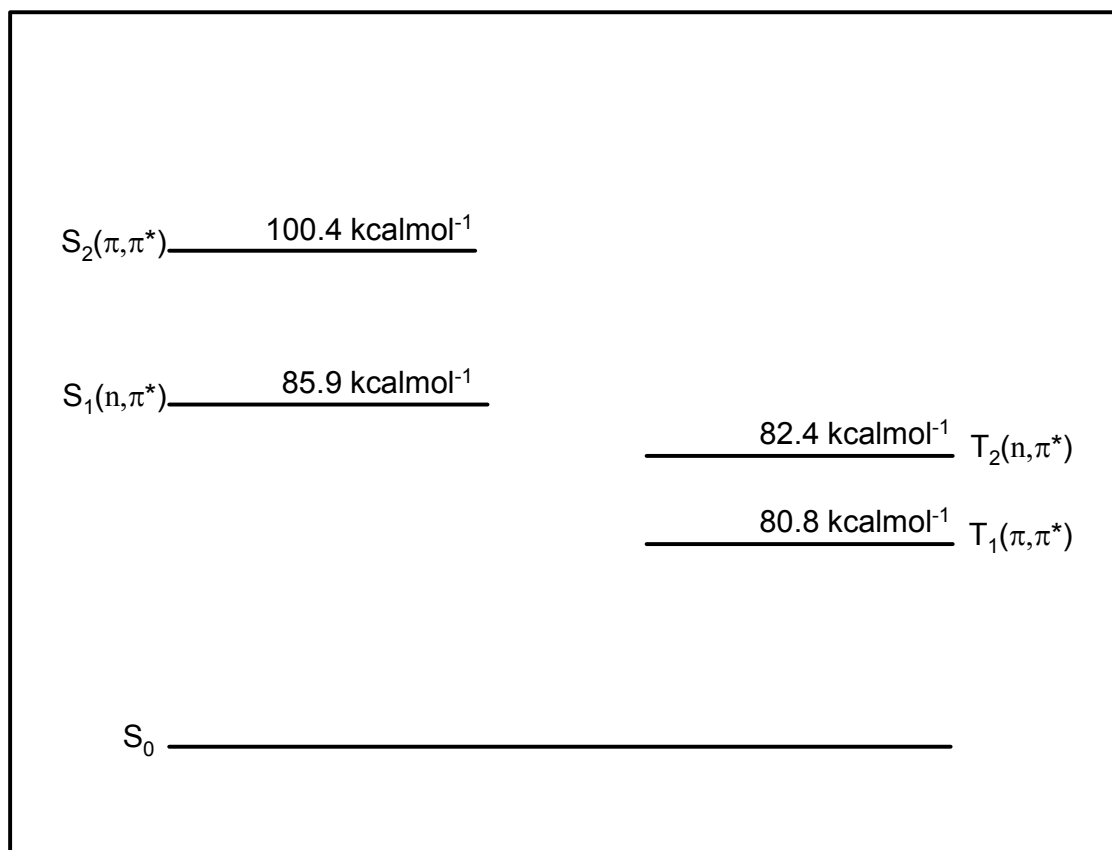 100.4 kcalmol⁻¹
S₂(π,π*)
85.9 kcalmol⁻¹
S₁(n,π*)
82.4 kcalmol⁻¹
T₂(n,π*)
80.8 kcalmol⁻¹
T₁(π,π*)
S₀